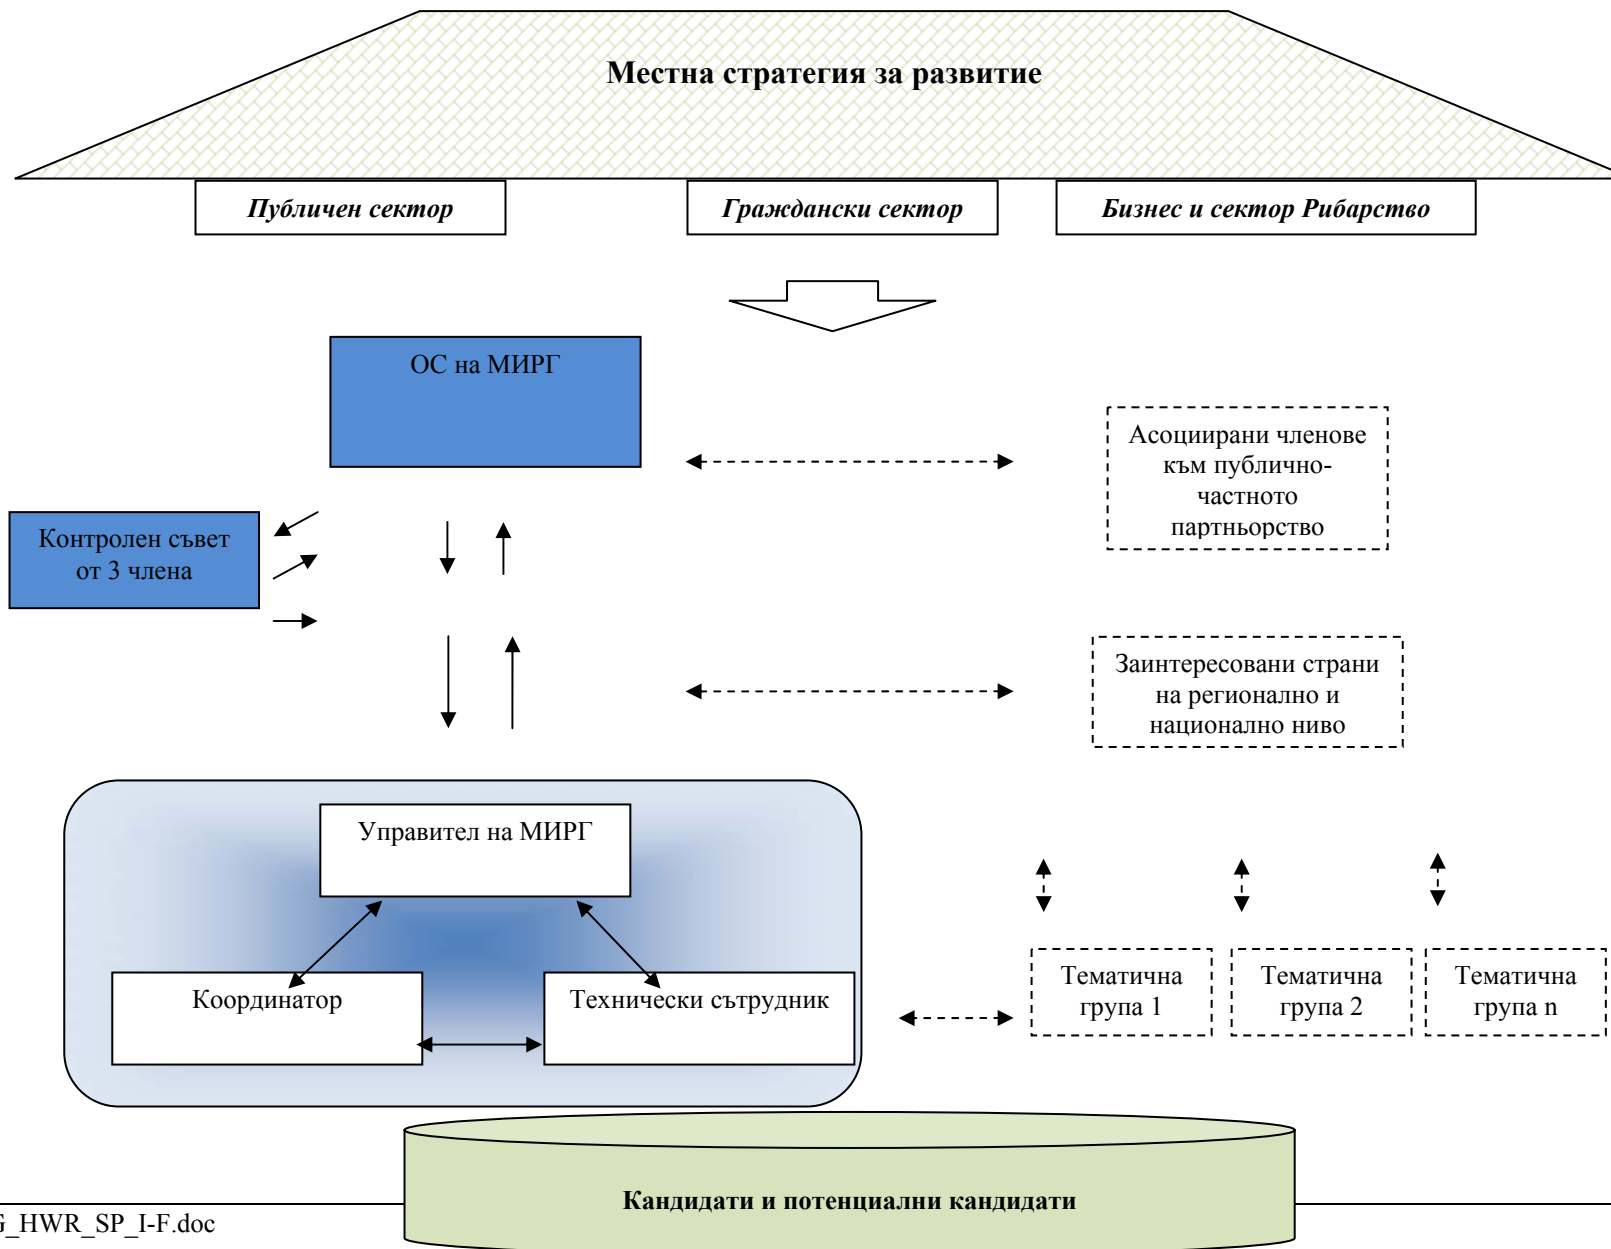 Местна стратегия за развитие
Публичен сектор
Граждански сектор
Бизнес и сектор Рибарство
ОС на МИРГ
Асоциирани членове
към публично-
частното
партньорство
Контролен съвет
от 3 члена
Заинтересовани страни
на регионално и
национално ниво
Управител на МИРГ
Координатор
Технически сътрудник
Тематична
група 1
Тематична
група 2
Тематична
група n
Кандидати и потенциални кандидати
G_HWR_SP_I-F.doc